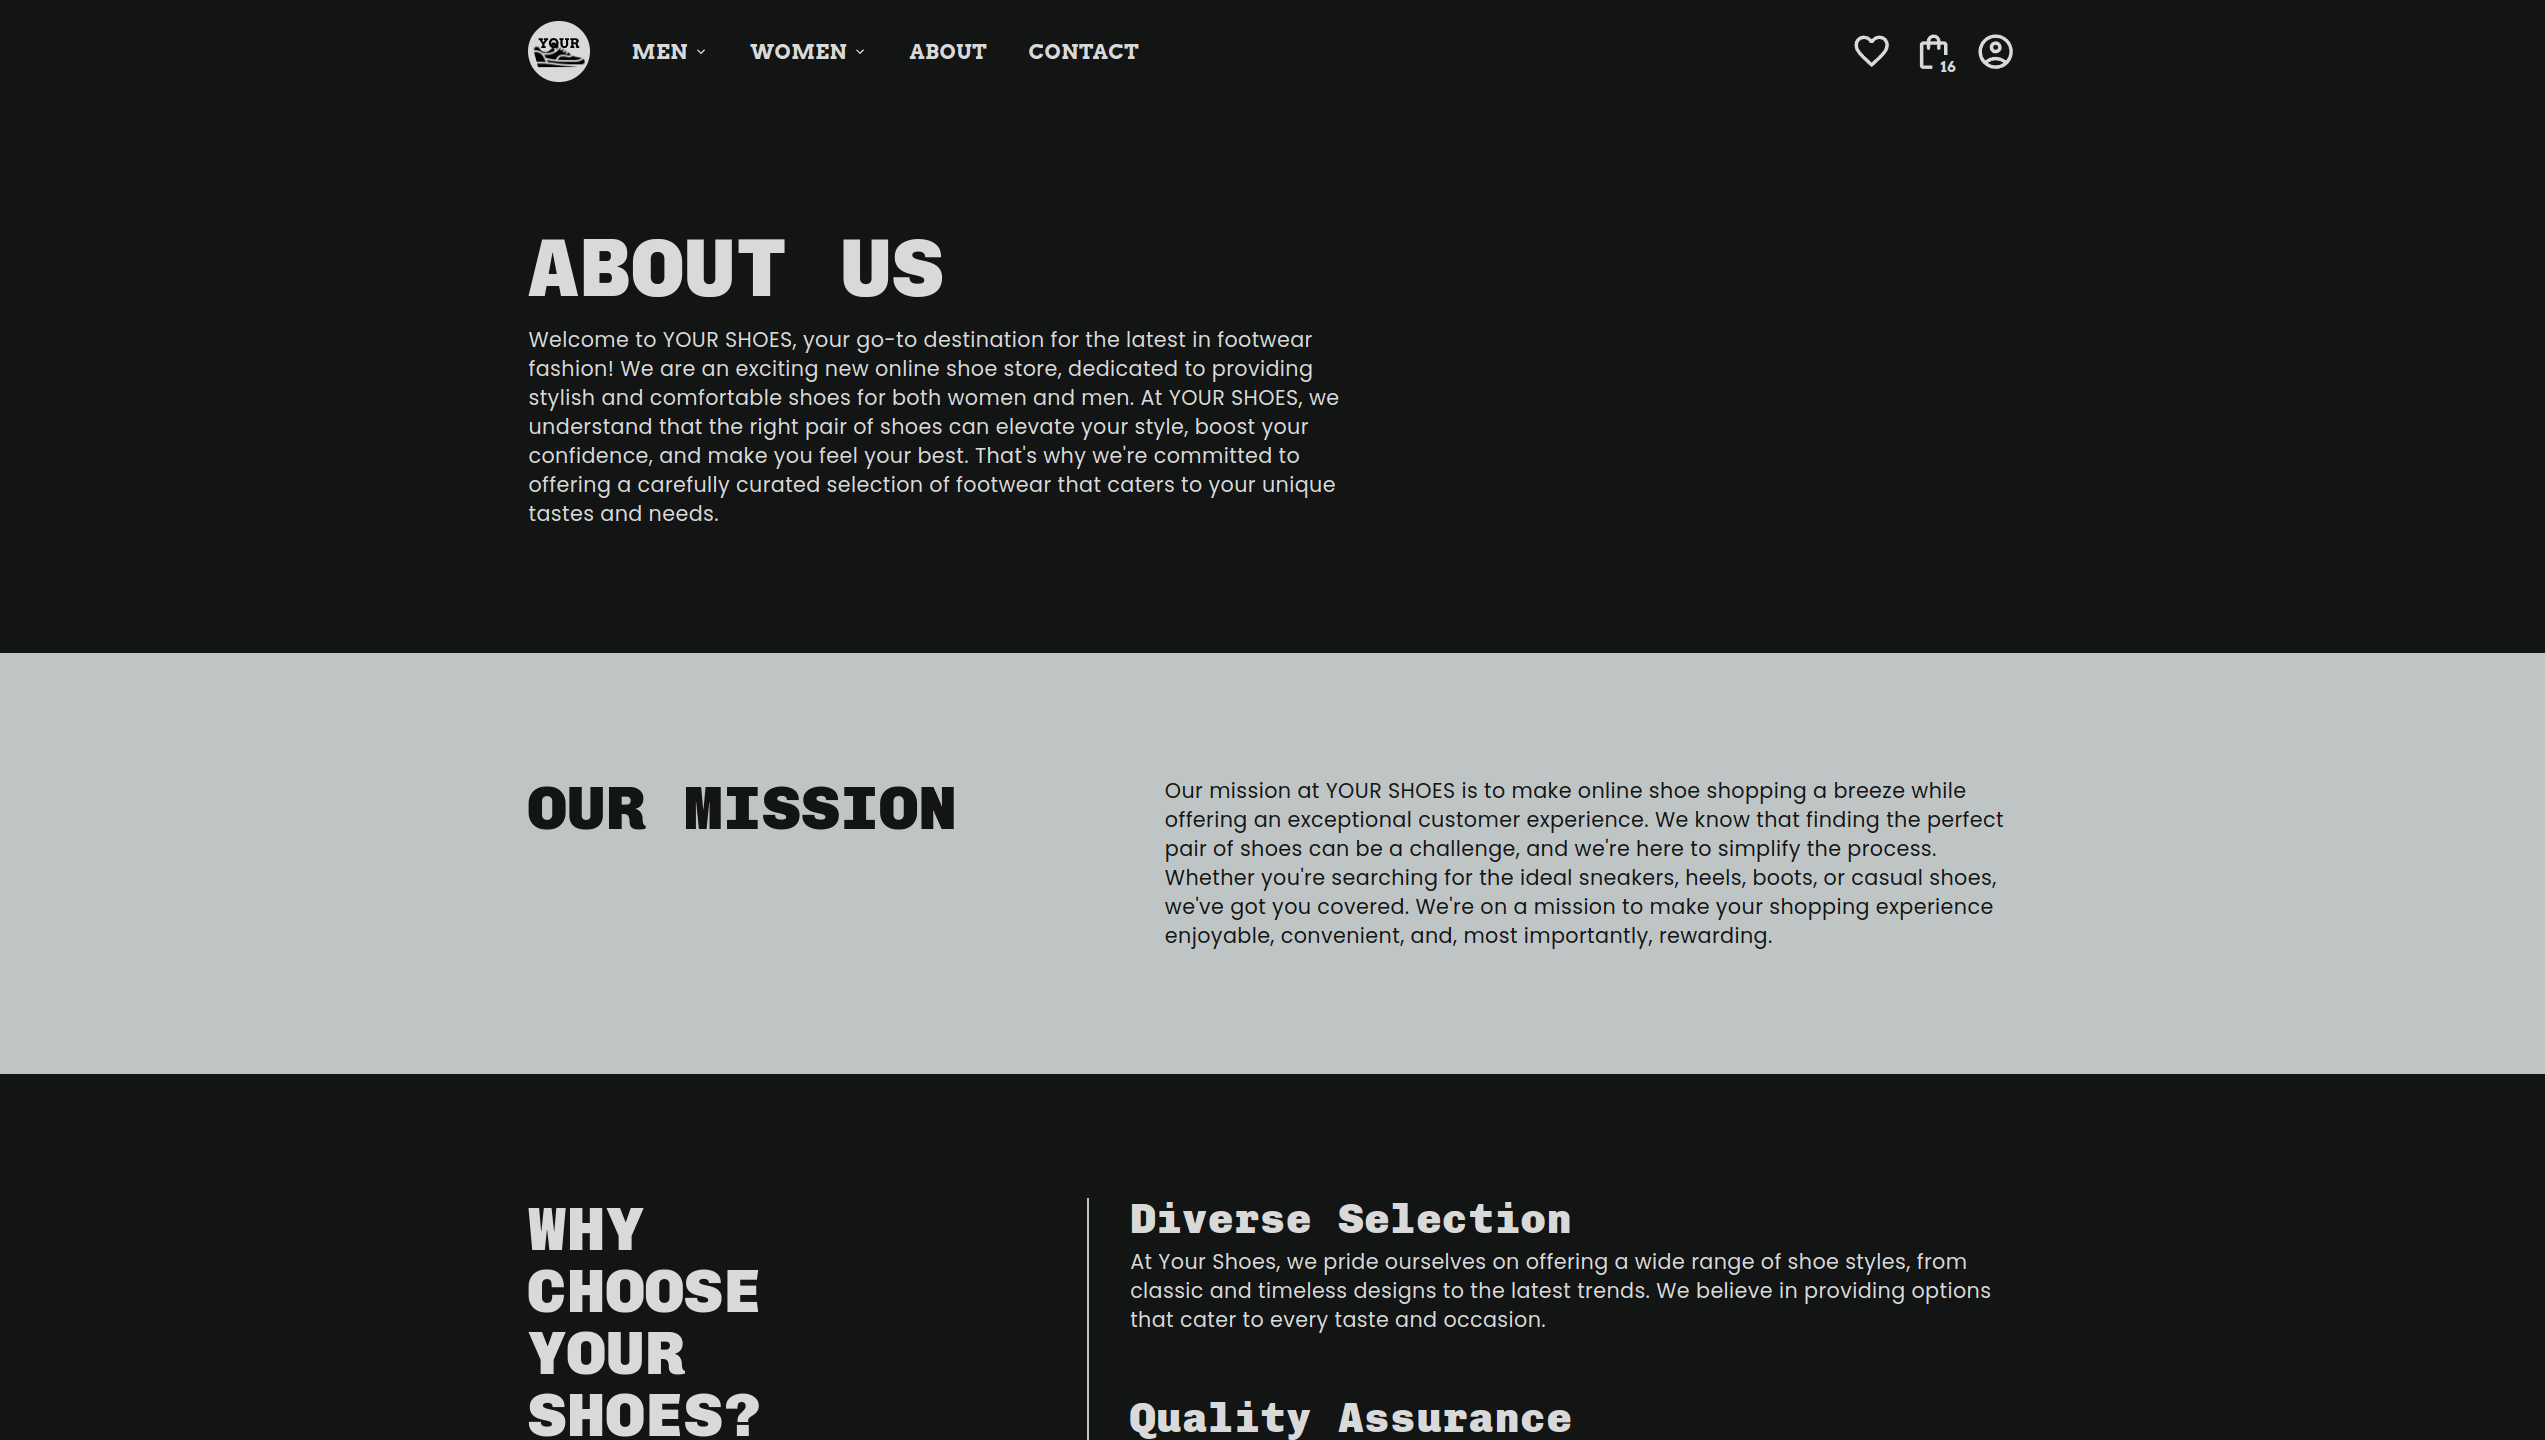 YOUR
MEN
WOMEN
ABOUT
CONTACT
16
ABOUT US
Welcome to YOUR SHOES, your go-to destination for the latest in footwear
fashion! We are an exciting new online shoe store, dedicated to providing
stylish and comfortable shoes for both women and men. At YOUR SHOES, we
understand that the right pair of shoes can elevate your style, boost your
confidence, and make you feel your best. That's why we're committed to
offering a carefully curated selection of footwear that caters to your unique
tastes and needs.
OUR MISSION
Our mission at YOUR SHOES is to make online shoe shopping a breeze while
offering an exceptional customer experience. We know that finding the perfect
pair of shoes can be a challenge, and we're here to simplify the process.
Whether you're searching for the ideal sneakers, heels, boots, or casual shoes,
we've got you covered. We're on a mission to make your shopping experience
enjoyable, convenient, and, most importantly, rewarding.
WHY
CHOOSE
YOUR
SHOES?
Diverse Selection
At Your Shoes, we pride ourselves on offering a wide range of shoe styles, from
classic and timeless designs to the latest trends. We believe in providing options
that cater to every taste and occasion.
Quality Assurance